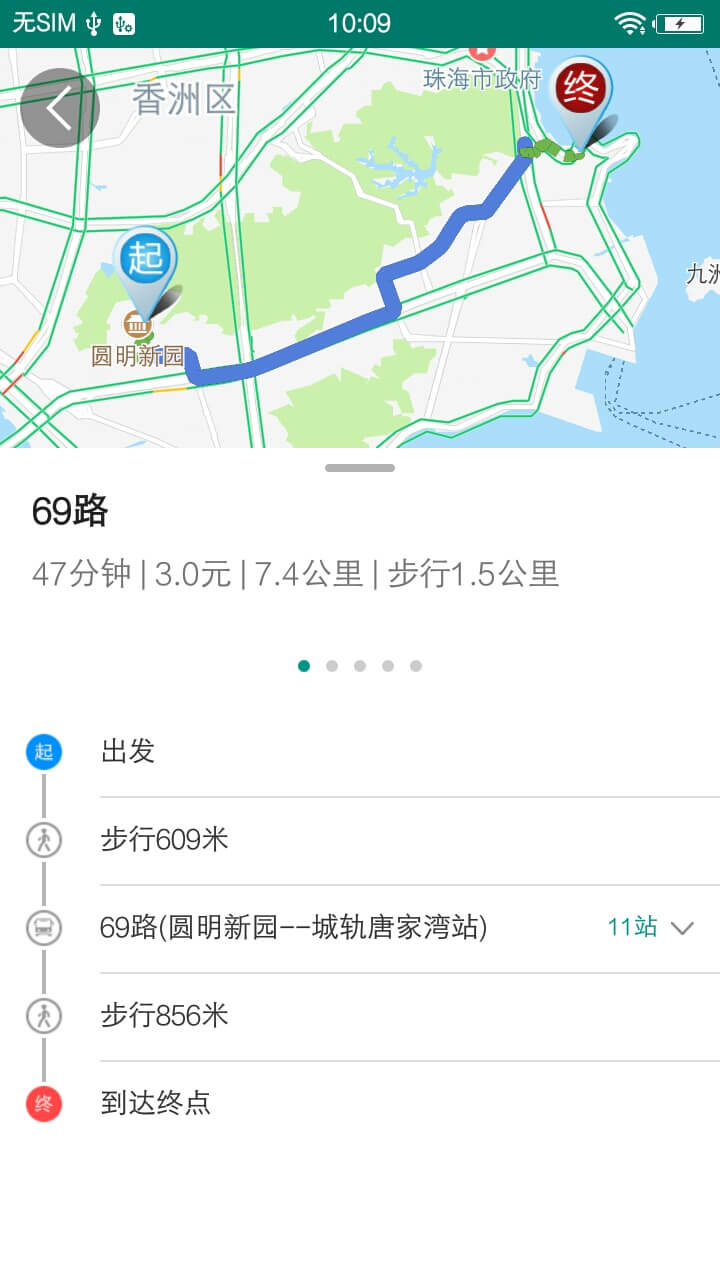 无SIM 10:09
珠海市政府
终
香洲区
起
九洲
圆明新园
69路
47分钟 | 3.0元 | 7.4公里 | 步行1.5公里
起 出发
步行609米
69路(圆明新园--城轨唐家湾站) 11站
步行856米
终 到达终点